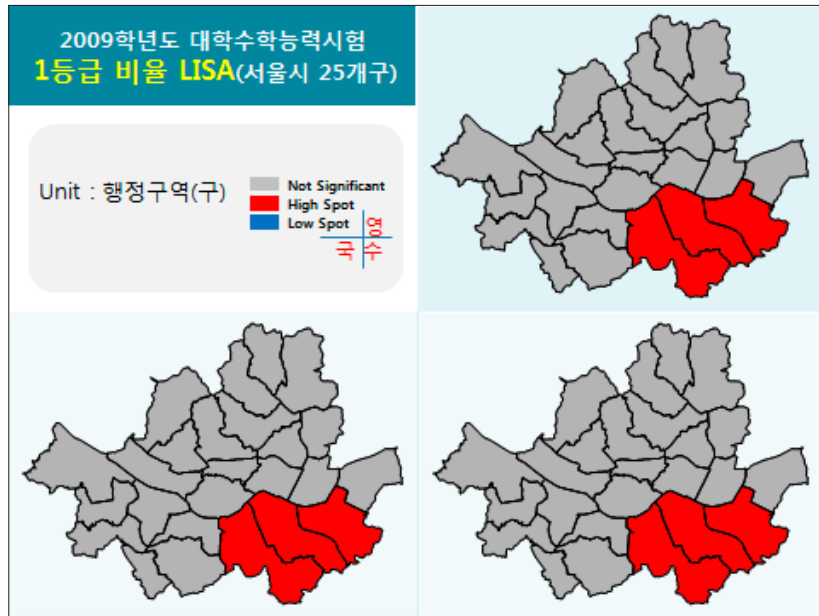 2009학년도 대학수학능력시험
1등급 비율 LISA(서울시 25개구)
Unit : 행정구역(구)
Not Significant
High Spot
Low Spot
영
국 수